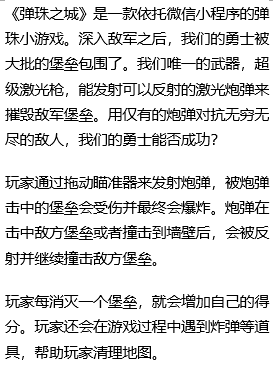 《弹珠之城》是一款依托微信小程序的弹
珠小游戏。深入敌军之后，我们的勇士被
大批的堡垒包围了。我们唯一的武器，超
级激光枪，能发射可以反射的激光炮弹来
摧毁敌军堡垒。用仅有的炮弹对抗无穷无
尽的敌人，我们的勇士能否成功？
玩家通过拖动瞄准器来发射炮弹，被炮弹
击中的堡垒会受伤并最终会爆炸。炮弹在
击中敌方堡垒或者撞击到墙壁后，会被反
射并继续撞击敌方堡垒。
玩家每消灭一个堡垒，就会增加自己的得
分。玩家还会在游戏过程中遇到炸弹等道
具，帮助玩家清理地图。